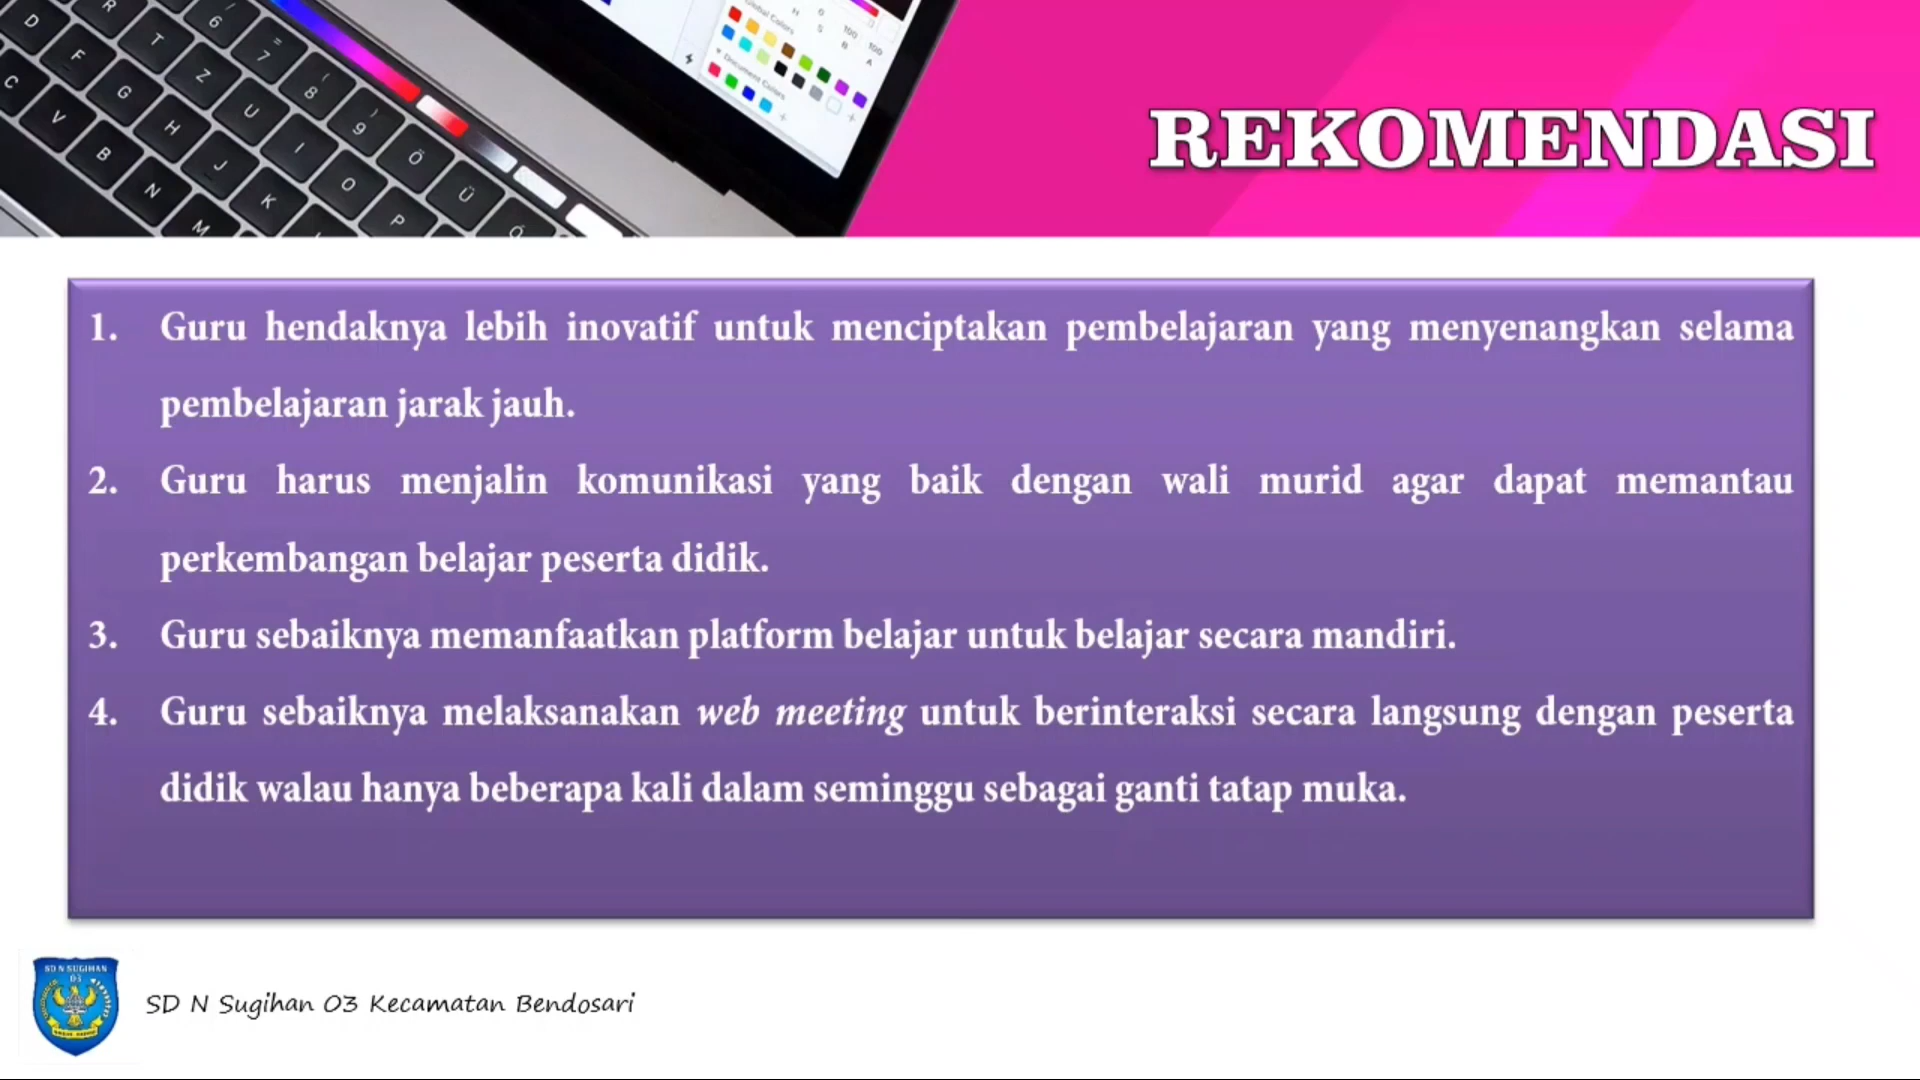 REKOMENDASI
1. Guru hendaknya lebih inovatif untuk menciptakan pembelajaran yang menyenangkan selama
pembelajaran jarak jauh.
2. Guru harus menjalin komunikasi yang baik dengan wali murid agar dapat memantau
perkembangan belajar peserta didik.
3. Guru sebaiknya memanfaatkan platform belajar untuk belajar secara mandiri.
4. Guru sebaiknya melaksanakan web meeting untuk berinteraksi secara langsung dengan peserta
didik walau hanya beberapa kali dalam seminggu sebagai ganti tatap muka.
SD N SUGIHAN
03
SD N Sugihan 03 Kecamatan Bendosari